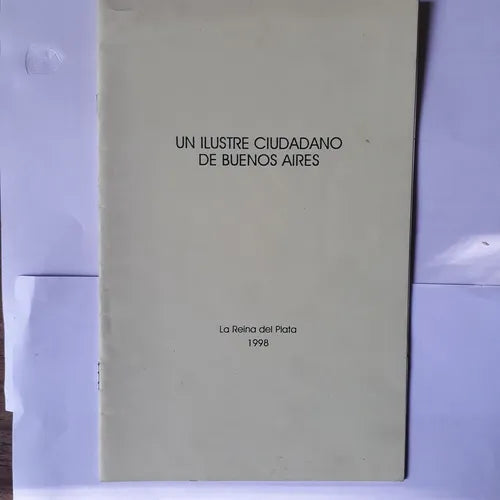 UN ILUSTRE CIUDADANO
DE BUENOS AIRES
La Reina del Plata
1998